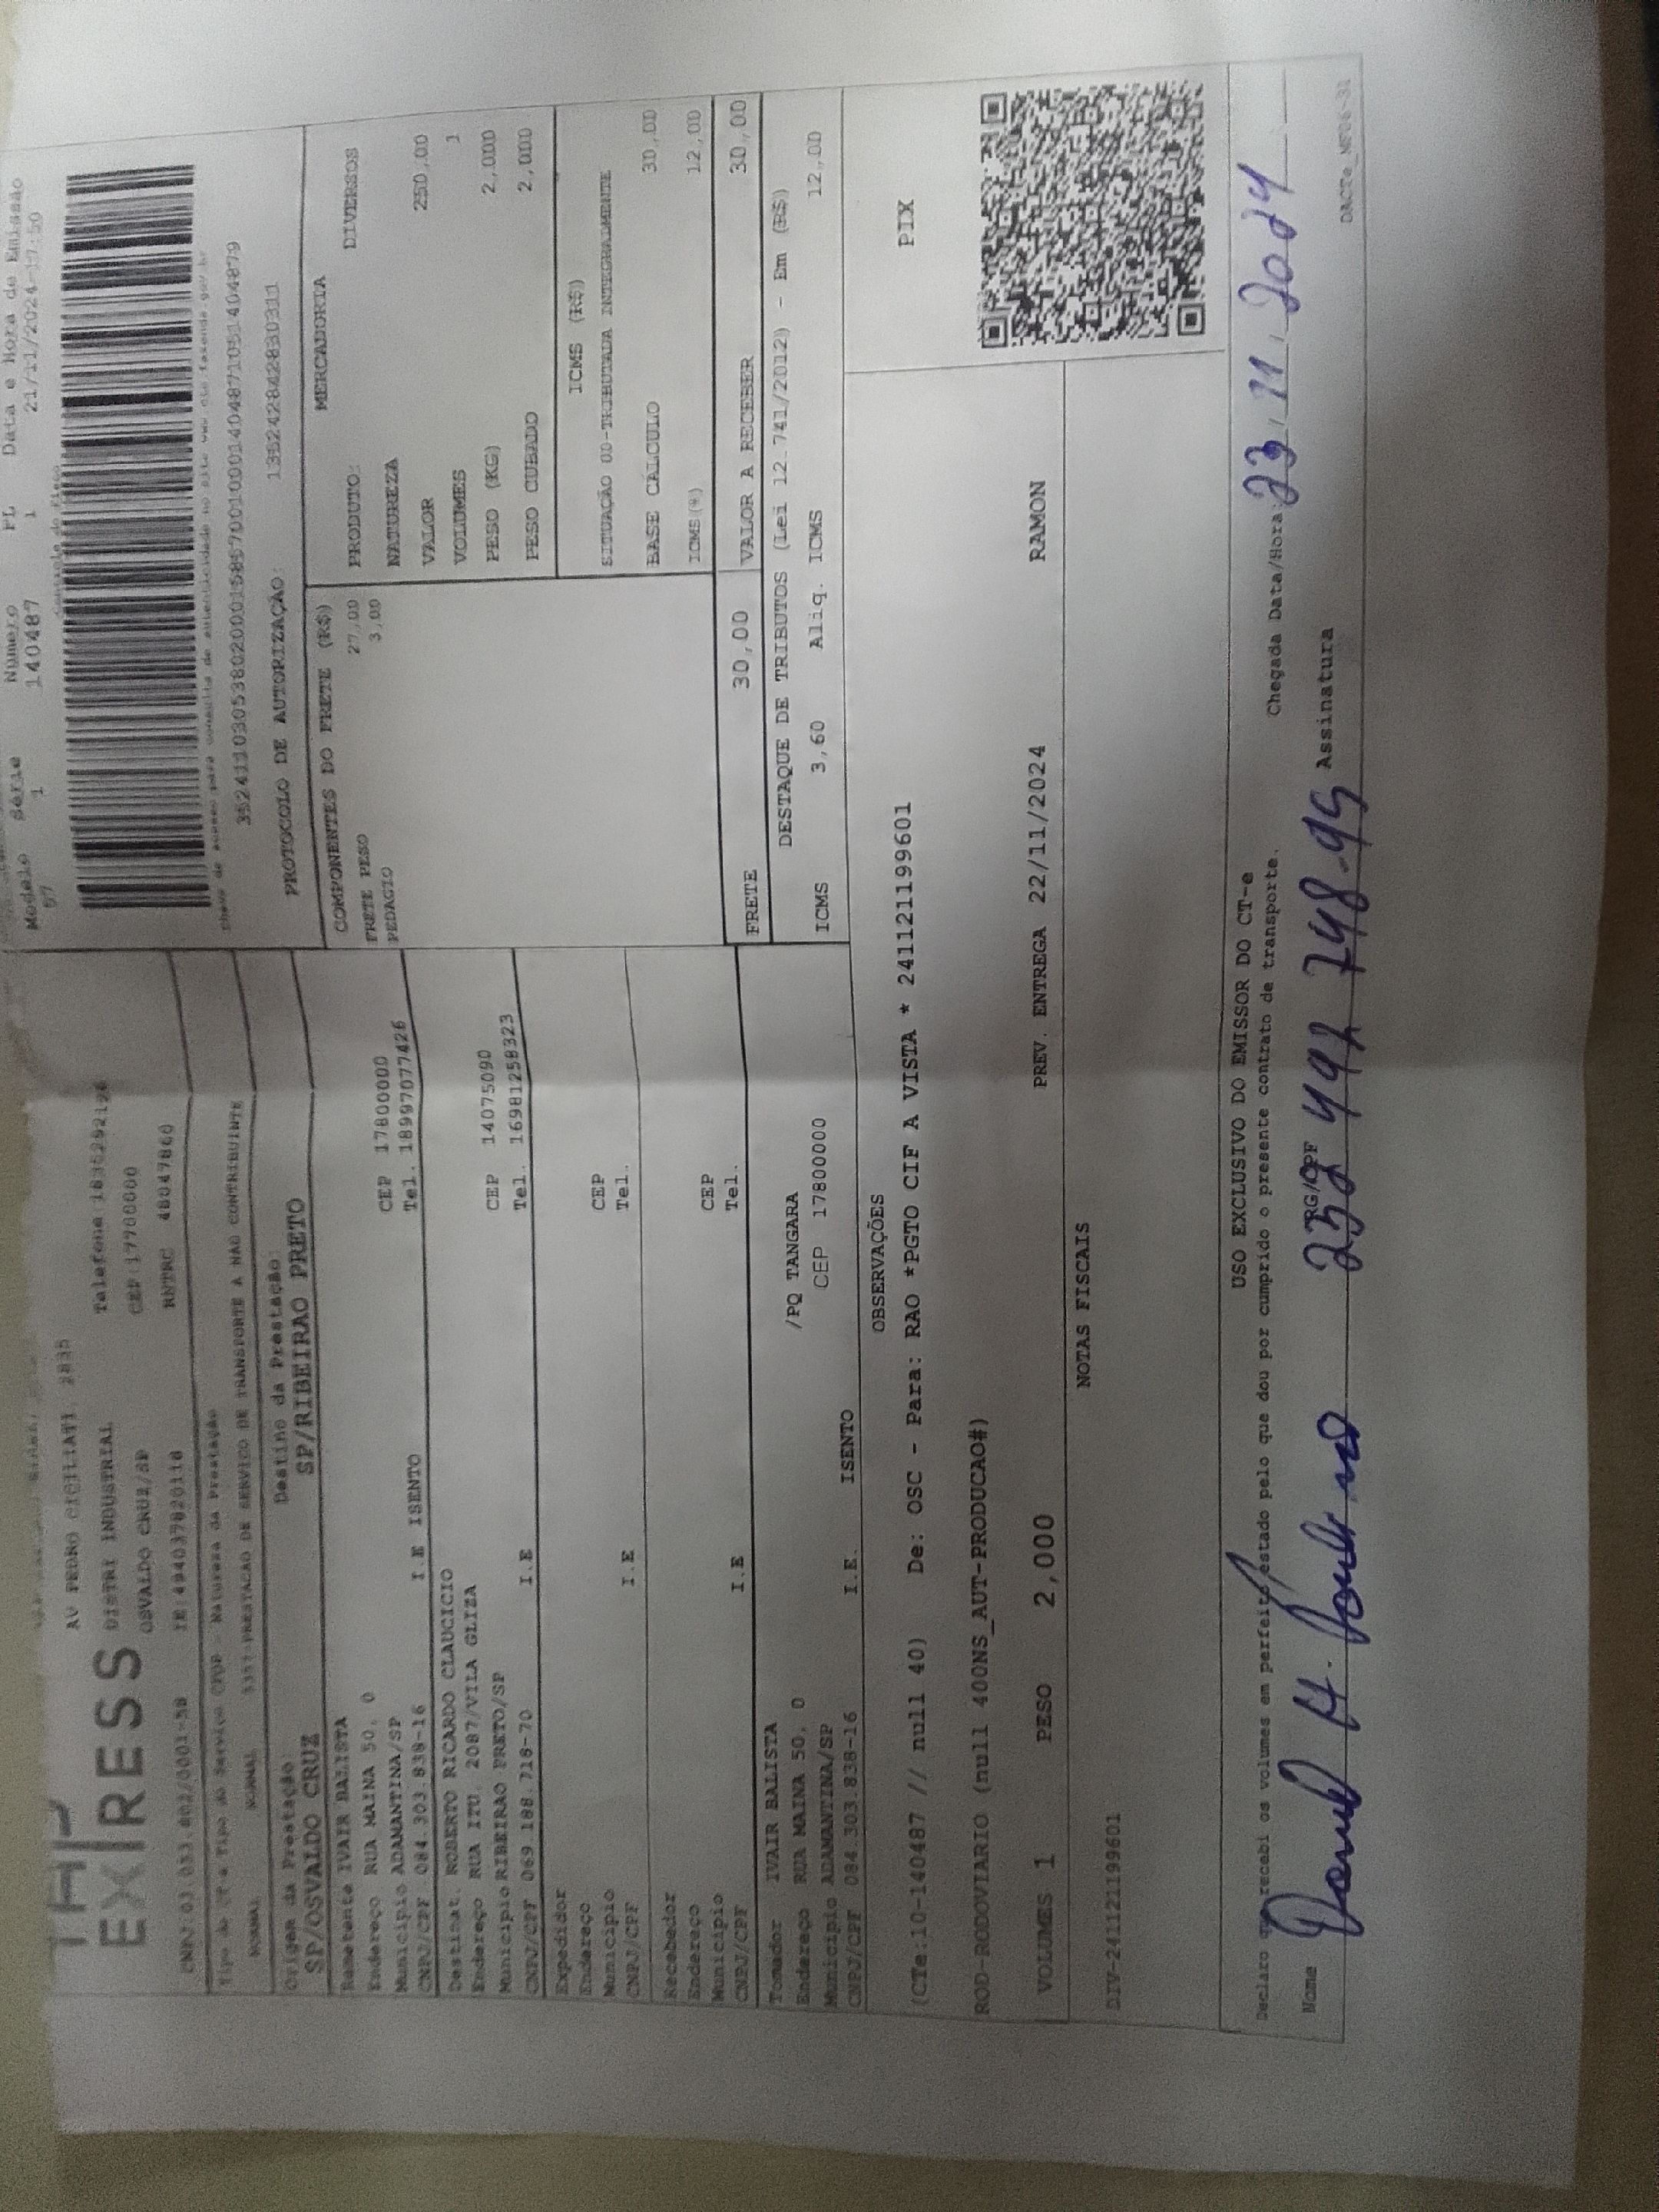 EXPRESS
AV PEDRO
DISTRI INDUSTRIAL
OSVALDO CRUZ/SP
CEP:17700000
RNTRC 48047860
NORMAL NORMAL
Origem da Prestação: Destino da Prestação:
SP/OSVALDO CRUZ SP/RIBEIRAO PRETO
Remetente IVAIR BALISTA
Endereço RUA MAINA 50, 0 CEP 17800000
Município ADAMANTINA/SP Tel. 18997077426
CNPJ/CPF 084.303.838-16 I.E ISENTO
Destinat. ROBERTO RICARDO CLAUCICIO
Endereço RUA ITU, 2087/VILA GLIZA CEP 14075090
Município RIBEIRAO PRETO/SP Tel. 16981258323
CNPJ/CPF 069.188.718-70 I.E
Expedidor
Endereço CEP
Município Tel.
CNPJ/CPF I.E
Recebedor
Endereço CEP
Município Tel.
CNPJ/CPF I.E
Tomador IVAIR BALISTA
Endereço RUA MAINA 50, 0 /PQ TANGARA
Município ADAMANTINA/SP CEP 17800000
CNPJ/CPF 084.303.838-16 I.E. ISENTO
Modelo Série Número FL Data e Hora de Emissão
57 1 140487 1 21/11/2024-17:50
Controle do Fisco
PROTOCOLO DE AUTORIZAÇÃO:
COMPONENTES DO FRETE (R$)
FRETE PESO 27,00
PEDAGIO 3,00
MERCADORIA
PRODUTO: DIVERSOS
NATUREZA
VALOR 250,00
VOLUMES 1
PESO (KG) 2,000
PESO CUBADO 2,000
ICMS (R$)
SITUAÇÃO 00-TRIBUTADA INTEGRALMENTE
BASE CÁLCULO 30,00
ICMS(%) 12,00
FRETE 30,00 VALOR A RECEBER 30,00
DESTAQUE DE TRIBUTOS (Lei 12.741/2012) - Em (R$)
ICMS 3,60 Aliq. ICMS 12,00
OBSERVAÇÕES
(CTe:10-140487 // null 40) De: OSC - Para: RAO *PGTO CIF A VISTA * 241121199601
ROD-RODOVIARIO (null 400NS_AUT-PRODUCAO#)
PIX
VOLUMES 1 PESO 2,000 PREV. ENTREGA 22/11/2024 RAMON
NOTAS FISCAIS
DIV-241121199601
USO EXCLUSIVO DO EMISSOR DO CT-e
Declaro que recebi os volumes em perfeito estado pelo que dou por cumprido o presente contrato de transporte.
Chegada Data/Hora: 23/11/2024
Nome RG/CPF Assinatura
DACTe_NF06-31